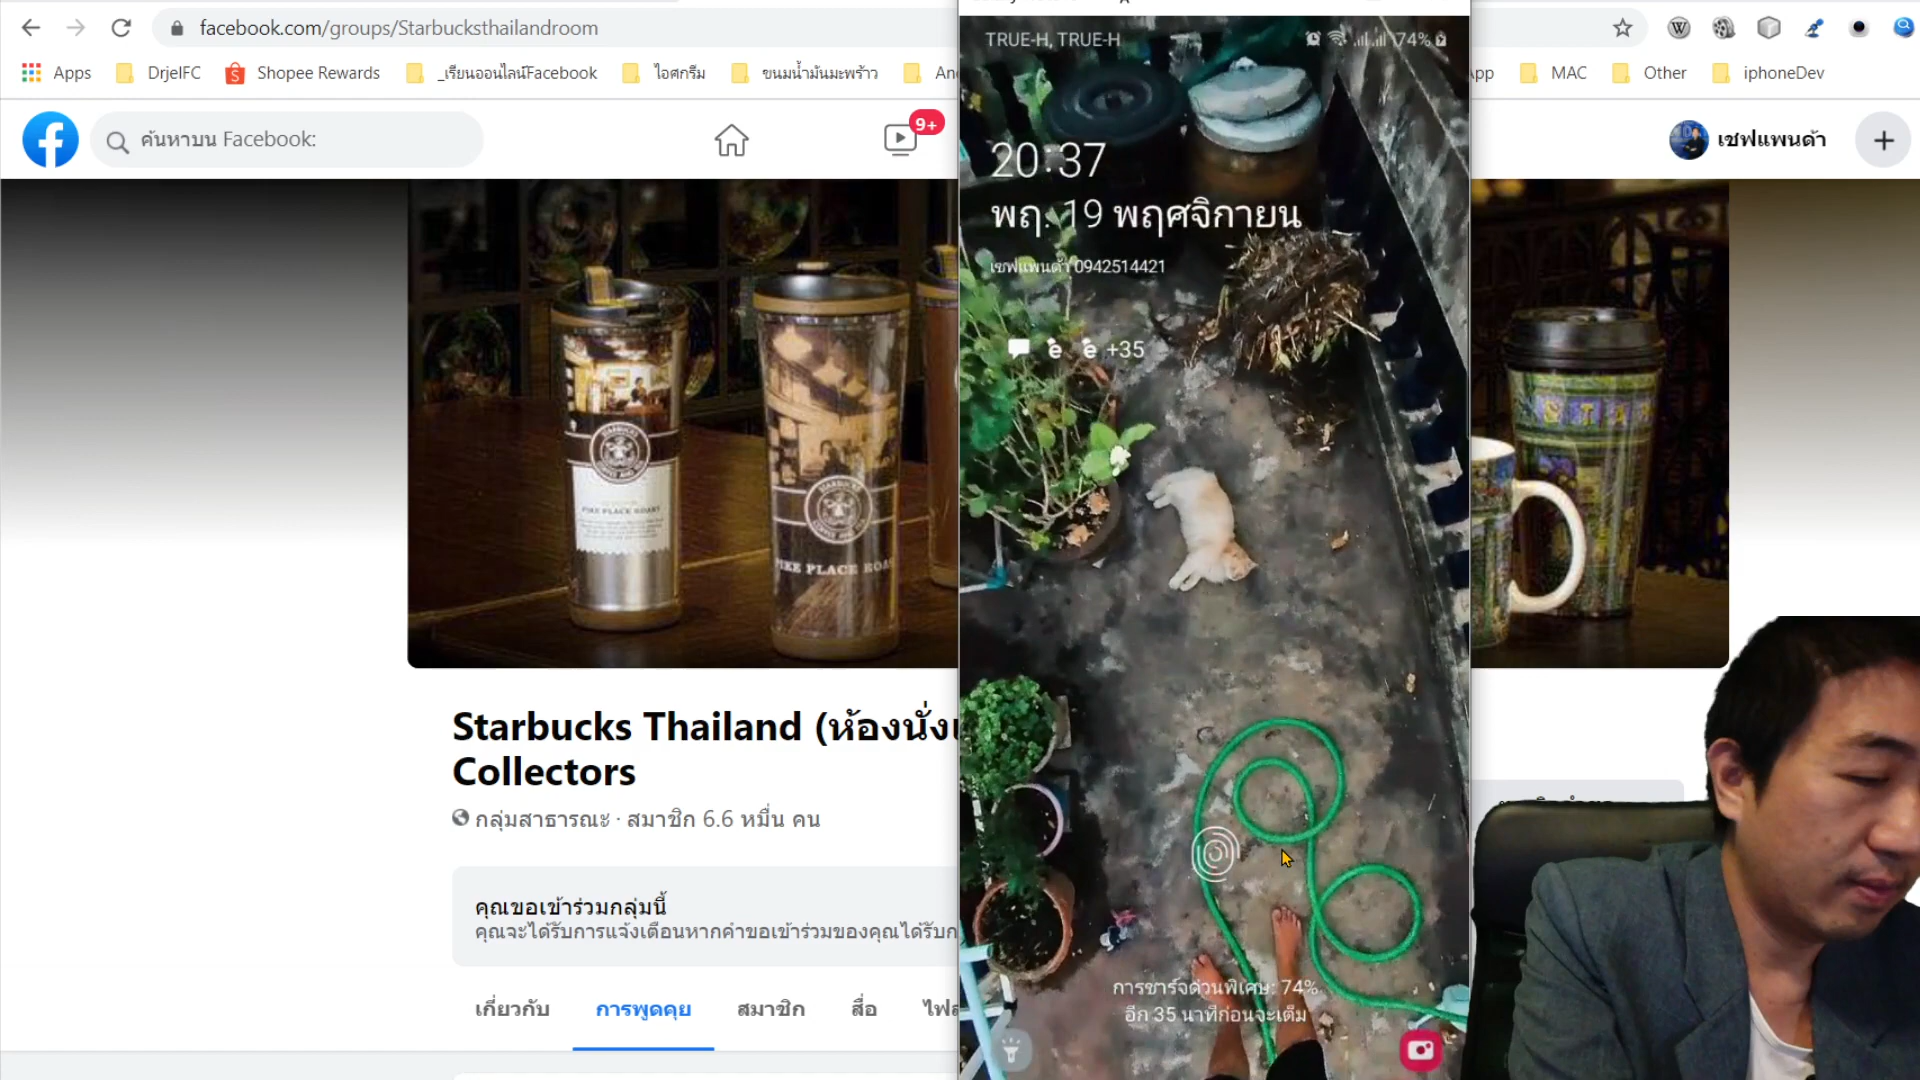 facebook.com/groups/Starbucksthailandroom
Apps
DrjelFC
Shopee Rewards
_เรียนออนไลน์Facebook
ไอศกรีม
ขนมน้ำมันมะพร้าว
MAC
Other
iphoneDev
ค้นหาบน Facebook:
9+
เชฟแพนด้า
TRUE-H, TRUE-H
74%
20:37
พฤ. 19 พฤศจิกายน
เชฟแพนด้า 0942514421
+35
PIKE PLACE ROAST
STARBUCKS
PIKE PLACE ROA
Starbucks Thailand (ห้องนั่งเ
Collectors
กลุ่มสาธารณะ · สมาชิก 6.6 หมื่น คน
คุณขอเข้าร่วมกลุ่มนี้
คุณจะได้รับการแจ้งเตือนหากคำขอเข้าร่วมของคุณได้รับก
เกี่ยวกับ
การพูดคุย
สมาชิก
สื่อ
การชาร์จด่วนพิเศษ: 74%
อีก 35 นาทีก่อนจะเต็ม